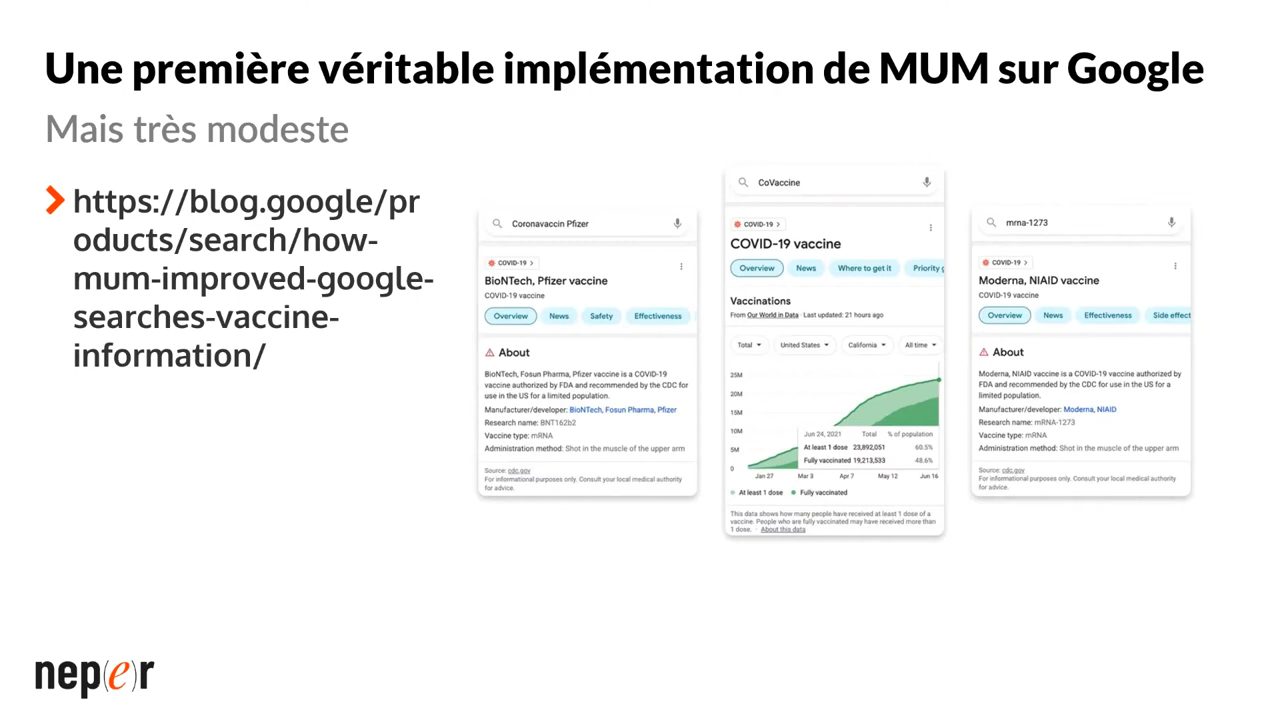 Une première véritable implémentation de MUM sur Google
Mais très modeste
https://blog.google/pr
oducts/search/how-
mum-improved-google-
searches-vaccine-
information/
Coronavaccin Pfizer
COVID-19 >
BioNTech, Pfizer vaccine
COVID-19 vaccine
Overview News Safety Effectiveness
About
BioNTech, Fosun Pharma, Pfizer vaccine is a COVID-19
vaccine authorized by FDA and recommended by the CDC for
use in the US for a limited population.
Manufacturer/developer: BioNTech, Fosun Pharma, Pfizer
Research name: BNT162b2
Vaccine type: mRNA
Administration method: Shot in the muscle of the upper arm
Source: cdc.gov
For informational purposes only. Consult your local medical authority
for advice.
CoVaccine
COVID-19 >
COVID-19 vaccine
Overview News Where to get it Priority g
Vaccinations
From Our World in Data · Last updated: 21 hours ago
Total United States California All time
25M
20M
15M
10M
5M
0
Jun 24, 2021 Total % of population
At least 1 dose 23,892,051 60.5%
Fully vaccinated 19,213,533 48.6%
Jan 27 Mar 3 Apr 7 May 12 Jun 16
At least 1 dose Fully vaccinated
This data shows how many people have received at least 1 dose of a
vaccine. People who are fully vaccinated may have received more than
1 dose. · About this data
mrna-1273
COVID-19 >
Moderna, NIAID vaccine
COVID-19 vaccine
Overview News Effectiveness Side effect
About
Moderna, NIAID vaccine is a COVID-19 vaccine authorized by
FDA and recommended by the CDC for use in the US for a
limited population.
Manufacturer/developer: Moderna, NIAID
Research name: mRNA-1273
Vaccine type: mRNA
Administration method: Shot in the muscle of the upper arm
Source: cdc.gov
For informational purposes only. Consult your local medical authority
for advice.
nep(e)r